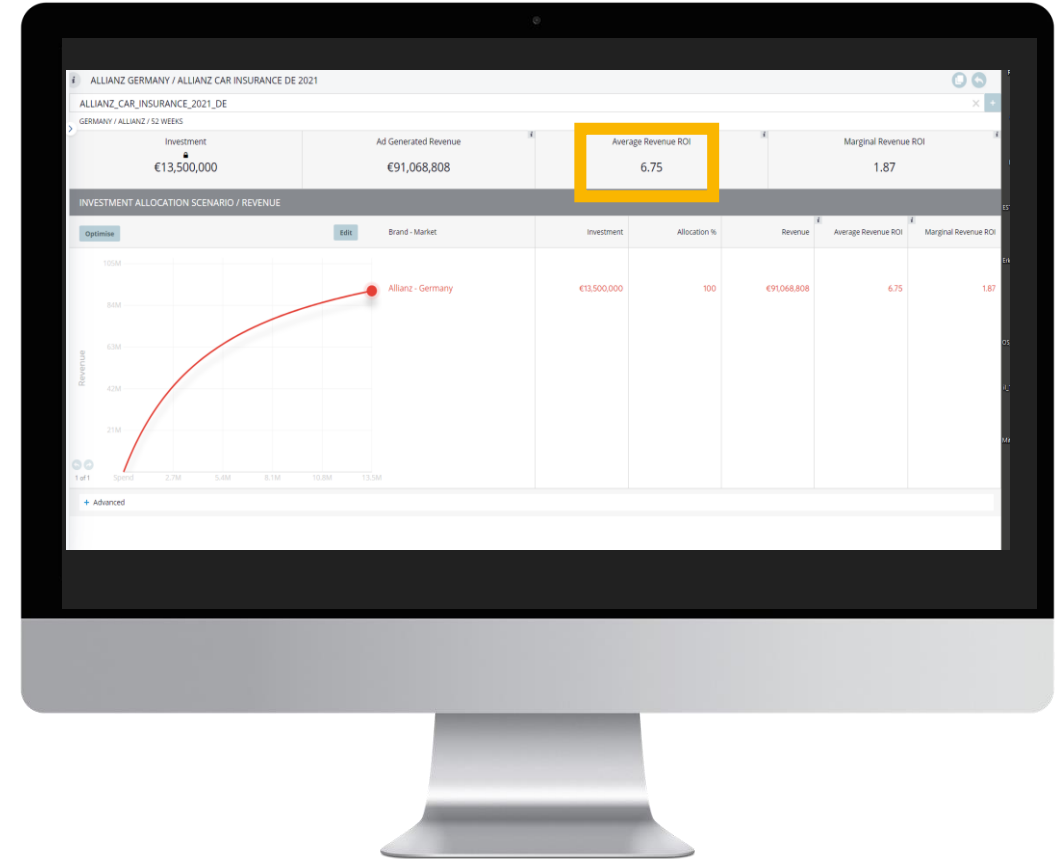 i ALLIANZ GERMANY / ALLIANZ CAR INSURANCE DE 2021
ALLIANZ_CAR_INSURANCE_2021_DE × +
GERMANY / ALLIANZ / 52 WEEKS
Investment Ad Generated Revenue i Average Revenue ROI i Marginal Revenue ROI i
€13,500,000 €91,068,808 6.75 1.87
INVESTMENT ALLOCATION SCENARIO / REVENUE
Optimise Edit Brand - Market Investment Allocation % Revenue i Average Revenue ROI i Marginal Revenue ROI
105M
Allianz - Germany €13,500,000 100 €91,068,808 6.75 1.87
84M
63M
Revenue
42M
21M
1 of 1 Spend 2,7M 5,4M 8,1M 10,8M 13,5M
+ Advanced